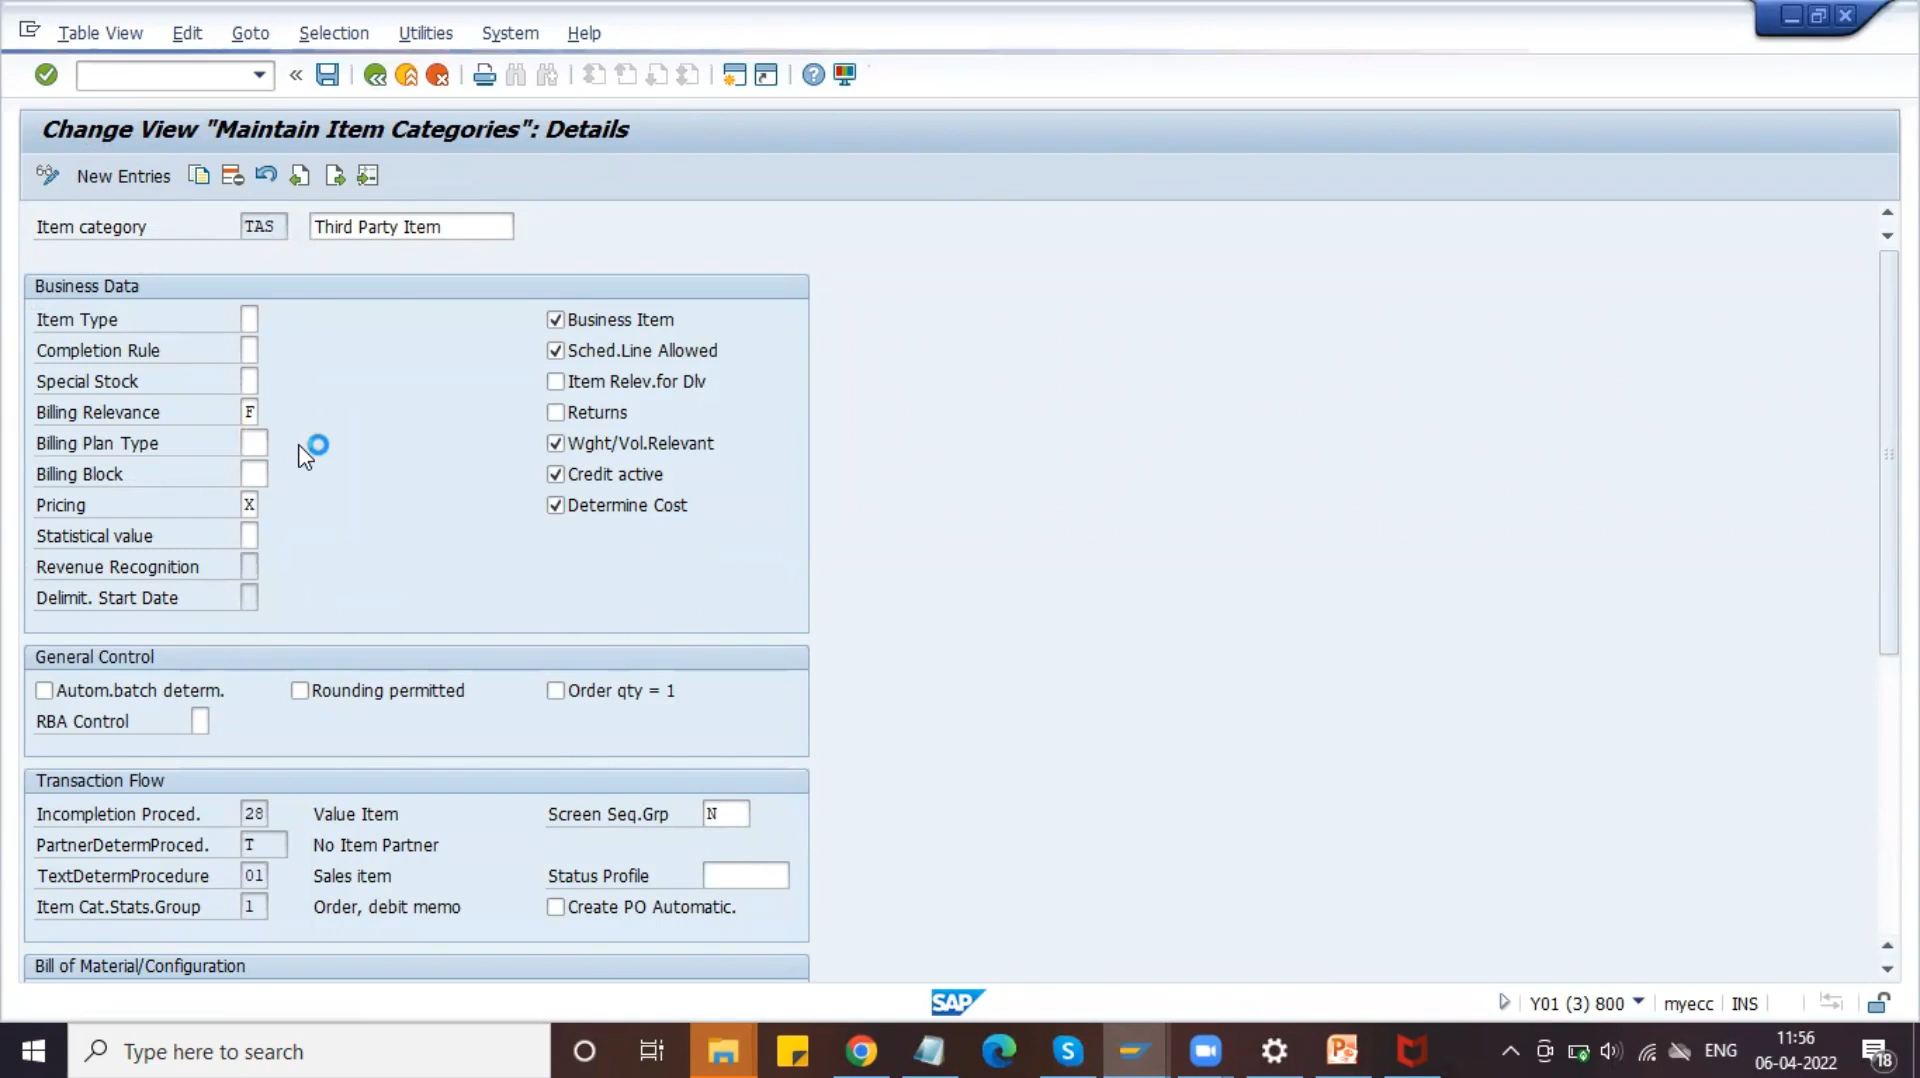 Table View Edit Goto Selection Utilities System Help
Change View "Maintain Item Categories": Details
New Entries
Item category TAS Third Party Item
Business Data
Item Type Business Item
Completion Rule Sched.Line Allowed
Special Stock Item Relev.for Dlv
Billing Relevance F Returns
Billing Plan Type Wght/Vol.Relevant
Billing Block Credit active
Pricing X Determine Cost
Statistical value
Revenue Recognition
Delimit. Start Date
General Control
Autom.batch determ. Rounding permitted Order qty = 1
RBA Control
Transaction Flow
Incompletion Proced. 28 Value Item Screen Seq.Grp N
PartnerDetermProced. T No Item Partner
TextDetermProcedure 01 Sales item Status Profile
Item Cat.Stats.Group 1 Order, debit memo Create PO Automatic.
Bill of Material/Configuration
SAP Y01 (3) 800 myecc INS
Type here to search ENG 11:56
06-04-2022 18